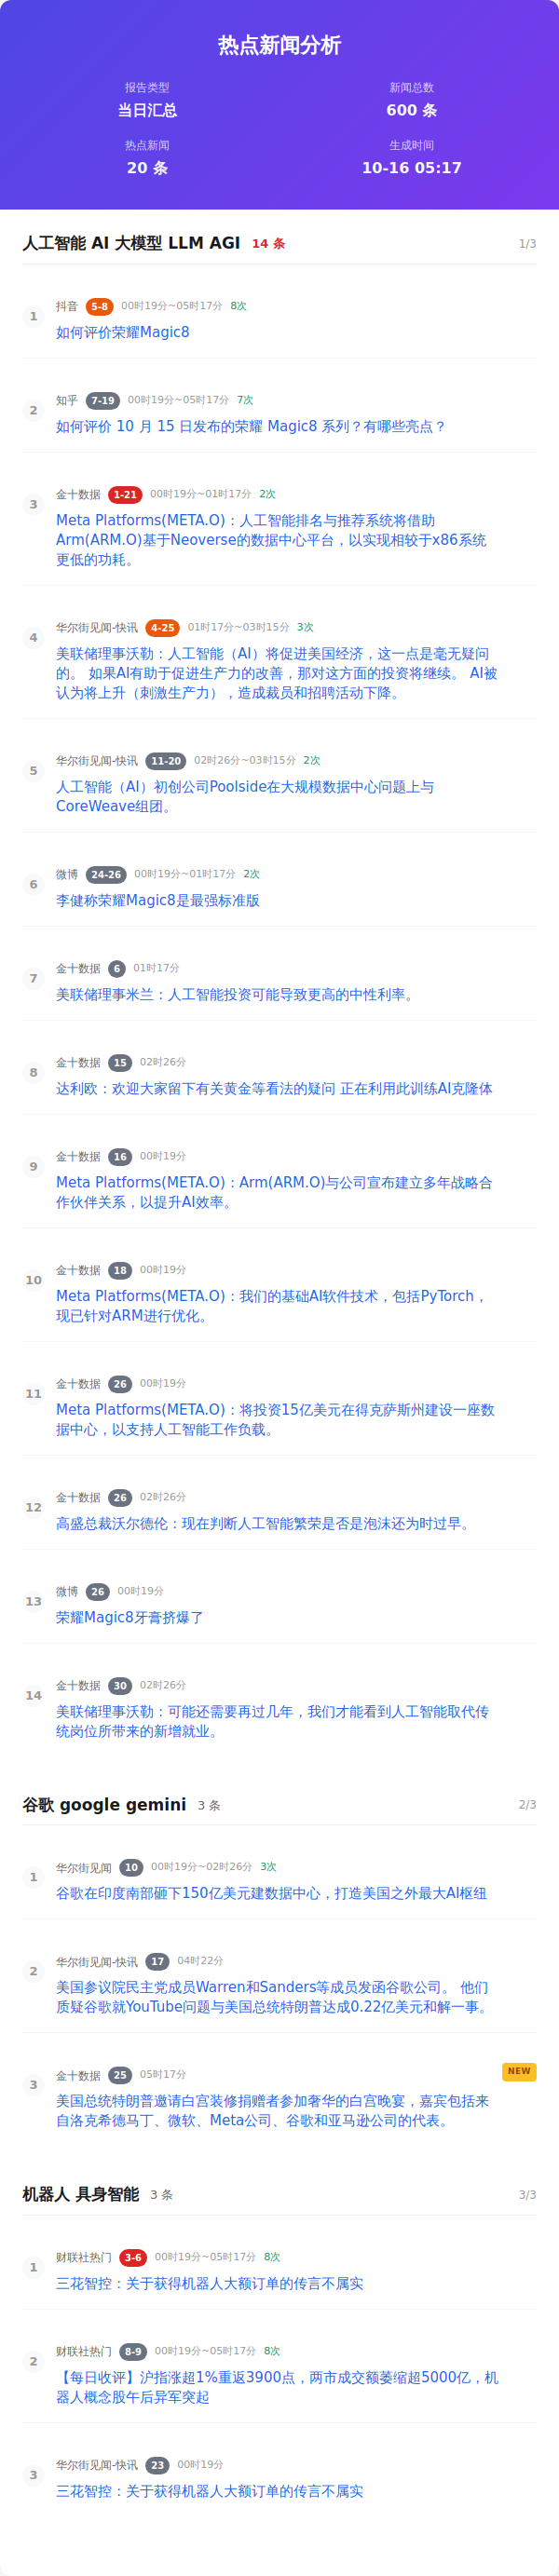 热点新闻分析
报告类型
新闻总数
当日汇总
600 条
热点新闻
生成时间
20 条
10-16 05:17
人工智能 AI 大模型 LLM AGI 14 条 1/3
1
抖音 5-8 00时19分~05时17分 8次
如何评价荣耀Magic8
2
知乎 7-19 00时19分~05时17分 7次
如何评价 10 月 15 日发布的荣耀 Magic8 系列？有哪些亮点？
3
金十数据 1-21 00时19分~01时17分 2次
Meta Platforms(META.O)：人工智能排名与推荐系统将借助
Arm(ARM.O)基于Neoverse的数据中心平台，以实现相较于x86系统
更低的功耗。
4
华尔街见闻-快讯 4-25 01时17分~03时15分 3次
美联储理事沃勒：人工智能（AI）将促进美国经济，这一点是毫无疑问
的。 如果AI有助于促进生产力的改善，那对这方面的投资将继续。 AI被
认为将上升（刺激生产力），造成裁员和招聘活动下降。
5
华尔街见闻-快讯 11-20 02时26分~03时15分 2次
人工智能（AI）初创公司Poolside在大规模数据中心问题上与
CoreWeave组团。
6
微博 24-26 00时19分~01时17分 2次
李健称荣耀Magic8是最强标准版
7
金十数据 6 01时17分
美联储理事米兰：人工智能投资可能导致更高的中性利率。
8
金十数据 15 02时26分
达利欧：欢迎大家留下有关黄金等看法的疑问 正在利用此训练AI克隆体
9
金十数据 16 00时19分
Meta Platforms(META.O)：Arm(ARM.O)与公司宣布建立多年战略合
作伙伴关系，以提升AI效率。
10
金十数据 18 00时19分
Meta Platforms(META.O)：我们的基础AI软件技术，包括PyTorch，
现已针对ARM进行优化。
11
金十数据 26 00时19分
Meta Platforms(META.O)：将投资15亿美元在得克萨斯州建设一座数
据中心，以支持人工智能工作负载。
12
金十数据 26 02时26分
高盛总裁沃尔德伦：现在判断人工智能繁荣是否是泡沫还为时过早。
13
微博 26 00时19分
荣耀Magic8牙膏挤爆了
14
金十数据 30 02时26分
美联储理事沃勒：可能还需要再过几年，我们才能看到人工智能取代传
统岗位所带来的新增就业。
谷歌 google gemini 3 条 2/3
1
华尔街见闻 10 00时19分~02时26分 3次
谷歌在印度南部砸下150亿美元建数据中心，打造美国之外最大AI枢纽
2
华尔街见闻-快讯 17 04时22分
美国参议院民主党成员Warren和Sanders等成员发函谷歌公司。 他们
质疑谷歌就YouTube问题与美国总统特朗普达成0.22亿美元和解一事。
3
金十数据 25 05时17分 NEW
美国总统特朗普邀请白宫装修捐赠者参加奢华的白宫晚宴，嘉宾包括来
自洛克希德马丁、微软、Meta公司、谷歌和亚马逊公司的代表。
机器人 具身智能 3 条 3/3
1
财联社热门 3-6 00时19分~05时17分 8次
三花智控：关于获得机器人大额订单的传言不属实
2
财联社热门 8-9 00时19分~05时17分 8次
【每日收评】沪指涨超1%重返3900点，两市成交额萎缩超5000亿，机
器人概念股午后异军突起
3
华尔街见闻-快讯 23 00时19分
三花智控：关于获得机器人大额订单的传言不属实